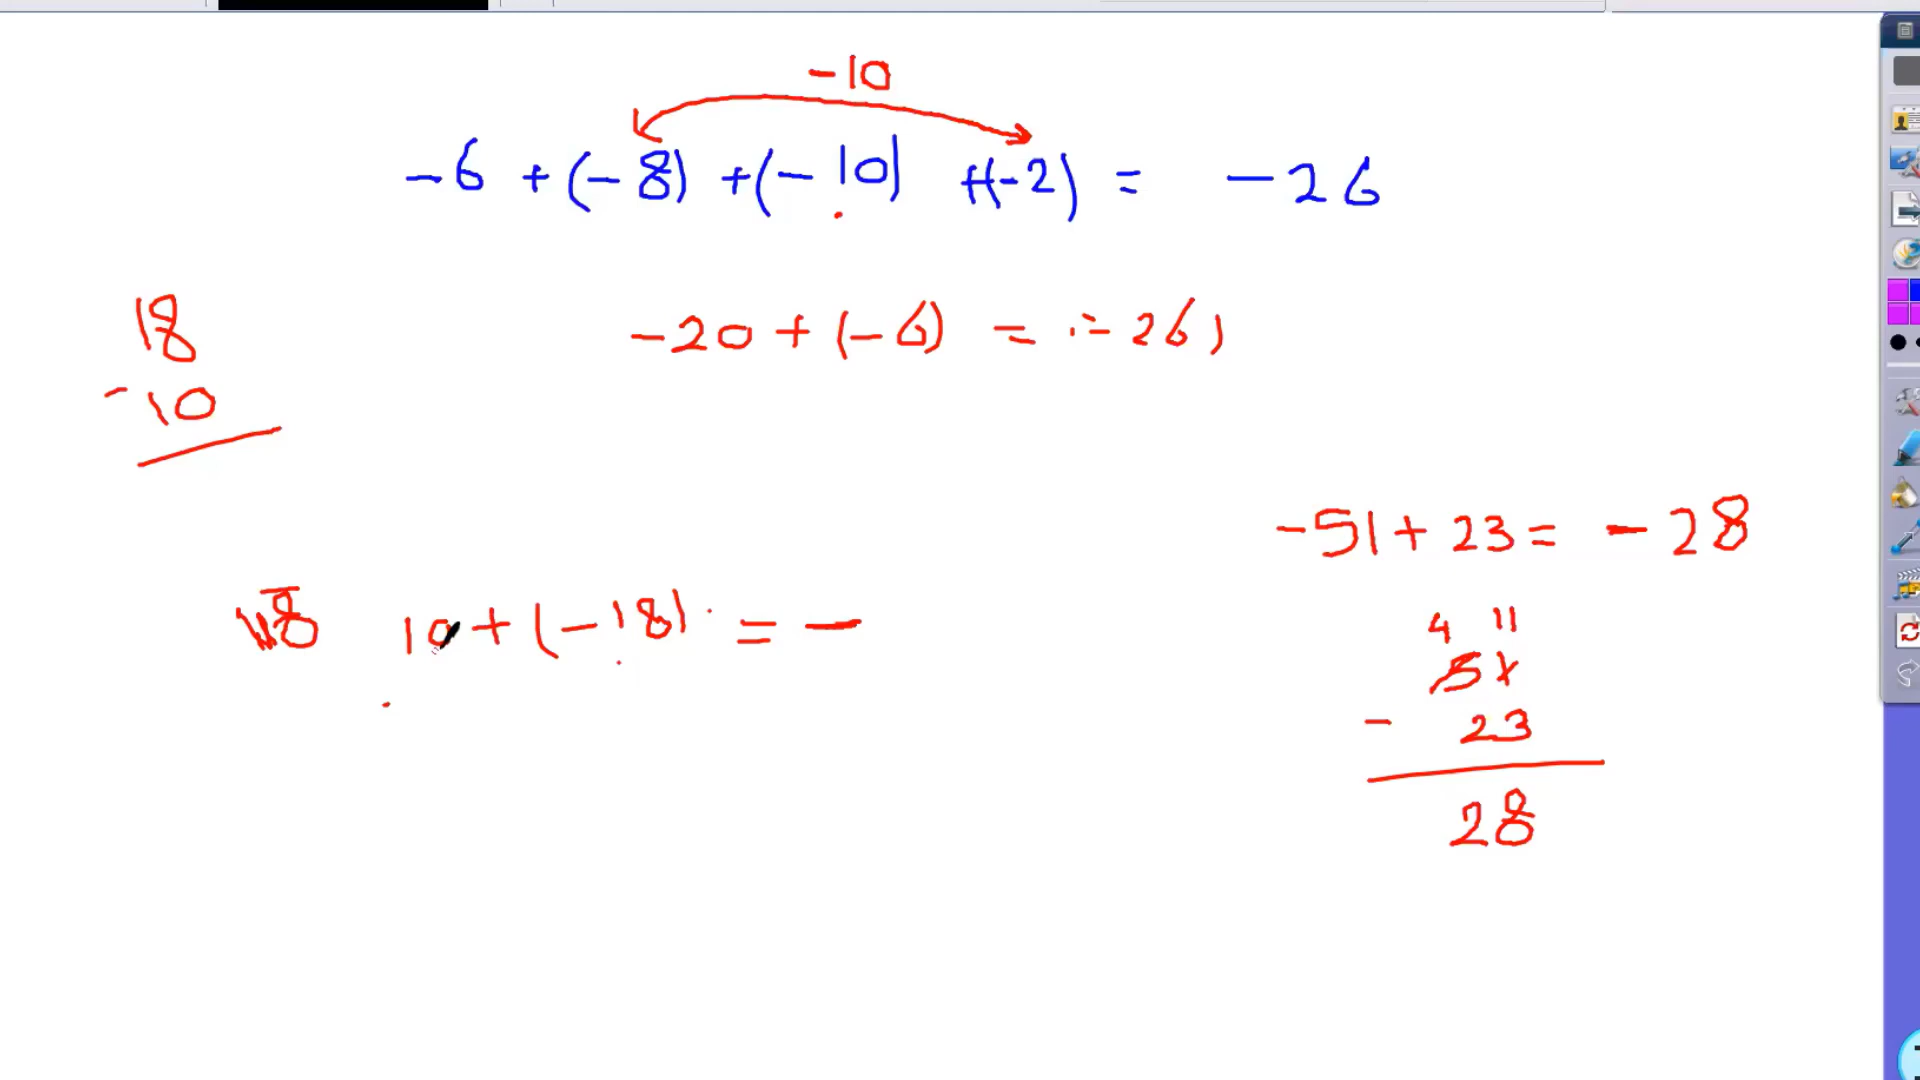 -10
-6 + (-8) + (-10) +(-2) = -26
-20 + (-6) = -26
18
-10
-51 + 23 = -28
10 + (-18) = -
4 11
51
- 23
28